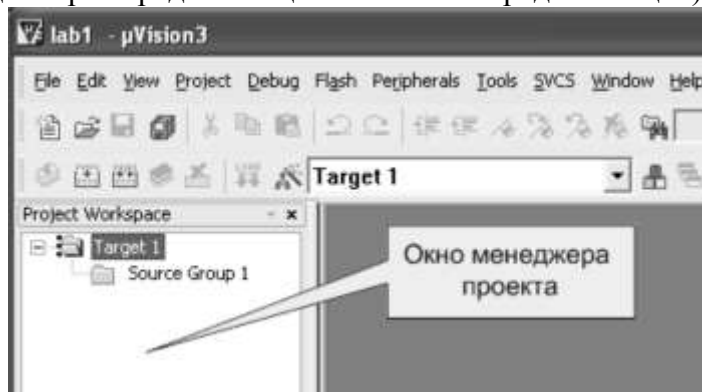 lab1 - µVision3
File Edit View Project Debug Flash Peripherals Tools SVCS Window Help
Target 1
Project Workspace
Target 1
Source Group 1
Окно менеджера
проекта